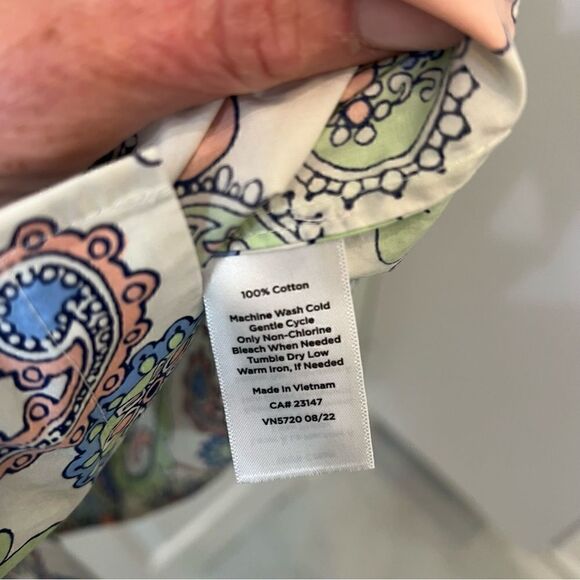 100% Cotton
Machine Wash Cold
Gentle Cycle
Only Non-Chlorine
Bleach When Needed
Tumble Dry Low
Warm Iron, If Needed
Made in Vietnam
CA# 23147
VN5720 08/22